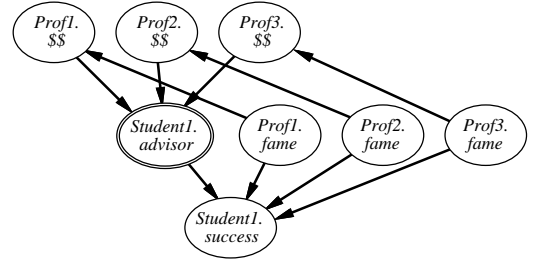 Prof1.
$$
Prof2.
$$
Prof3.
$$
Student1.
advisor
Prof1.
fame
Prof2.
fame
Prof3.
fame
Student1.
success